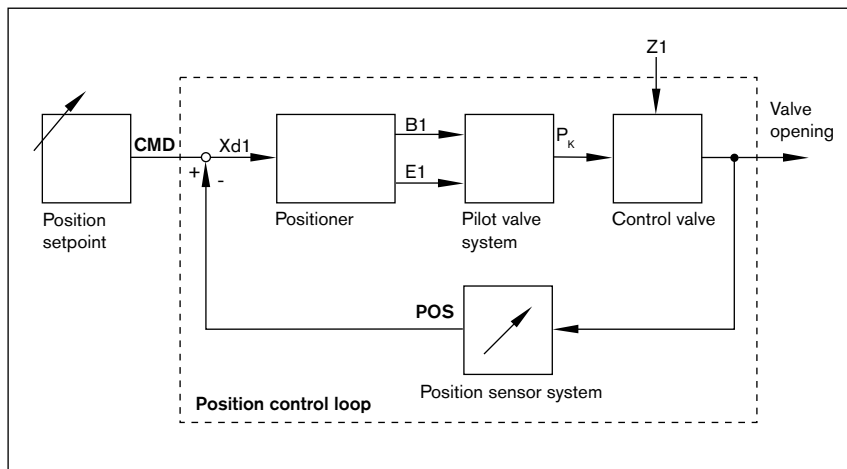 Z1
Valve
opening
CMD
Xd1
B1
E1
P_K
+
-
Position
setpoint
Positioner
Pilot valve
system
Control valve
POS
Position sensor system
Position control loop